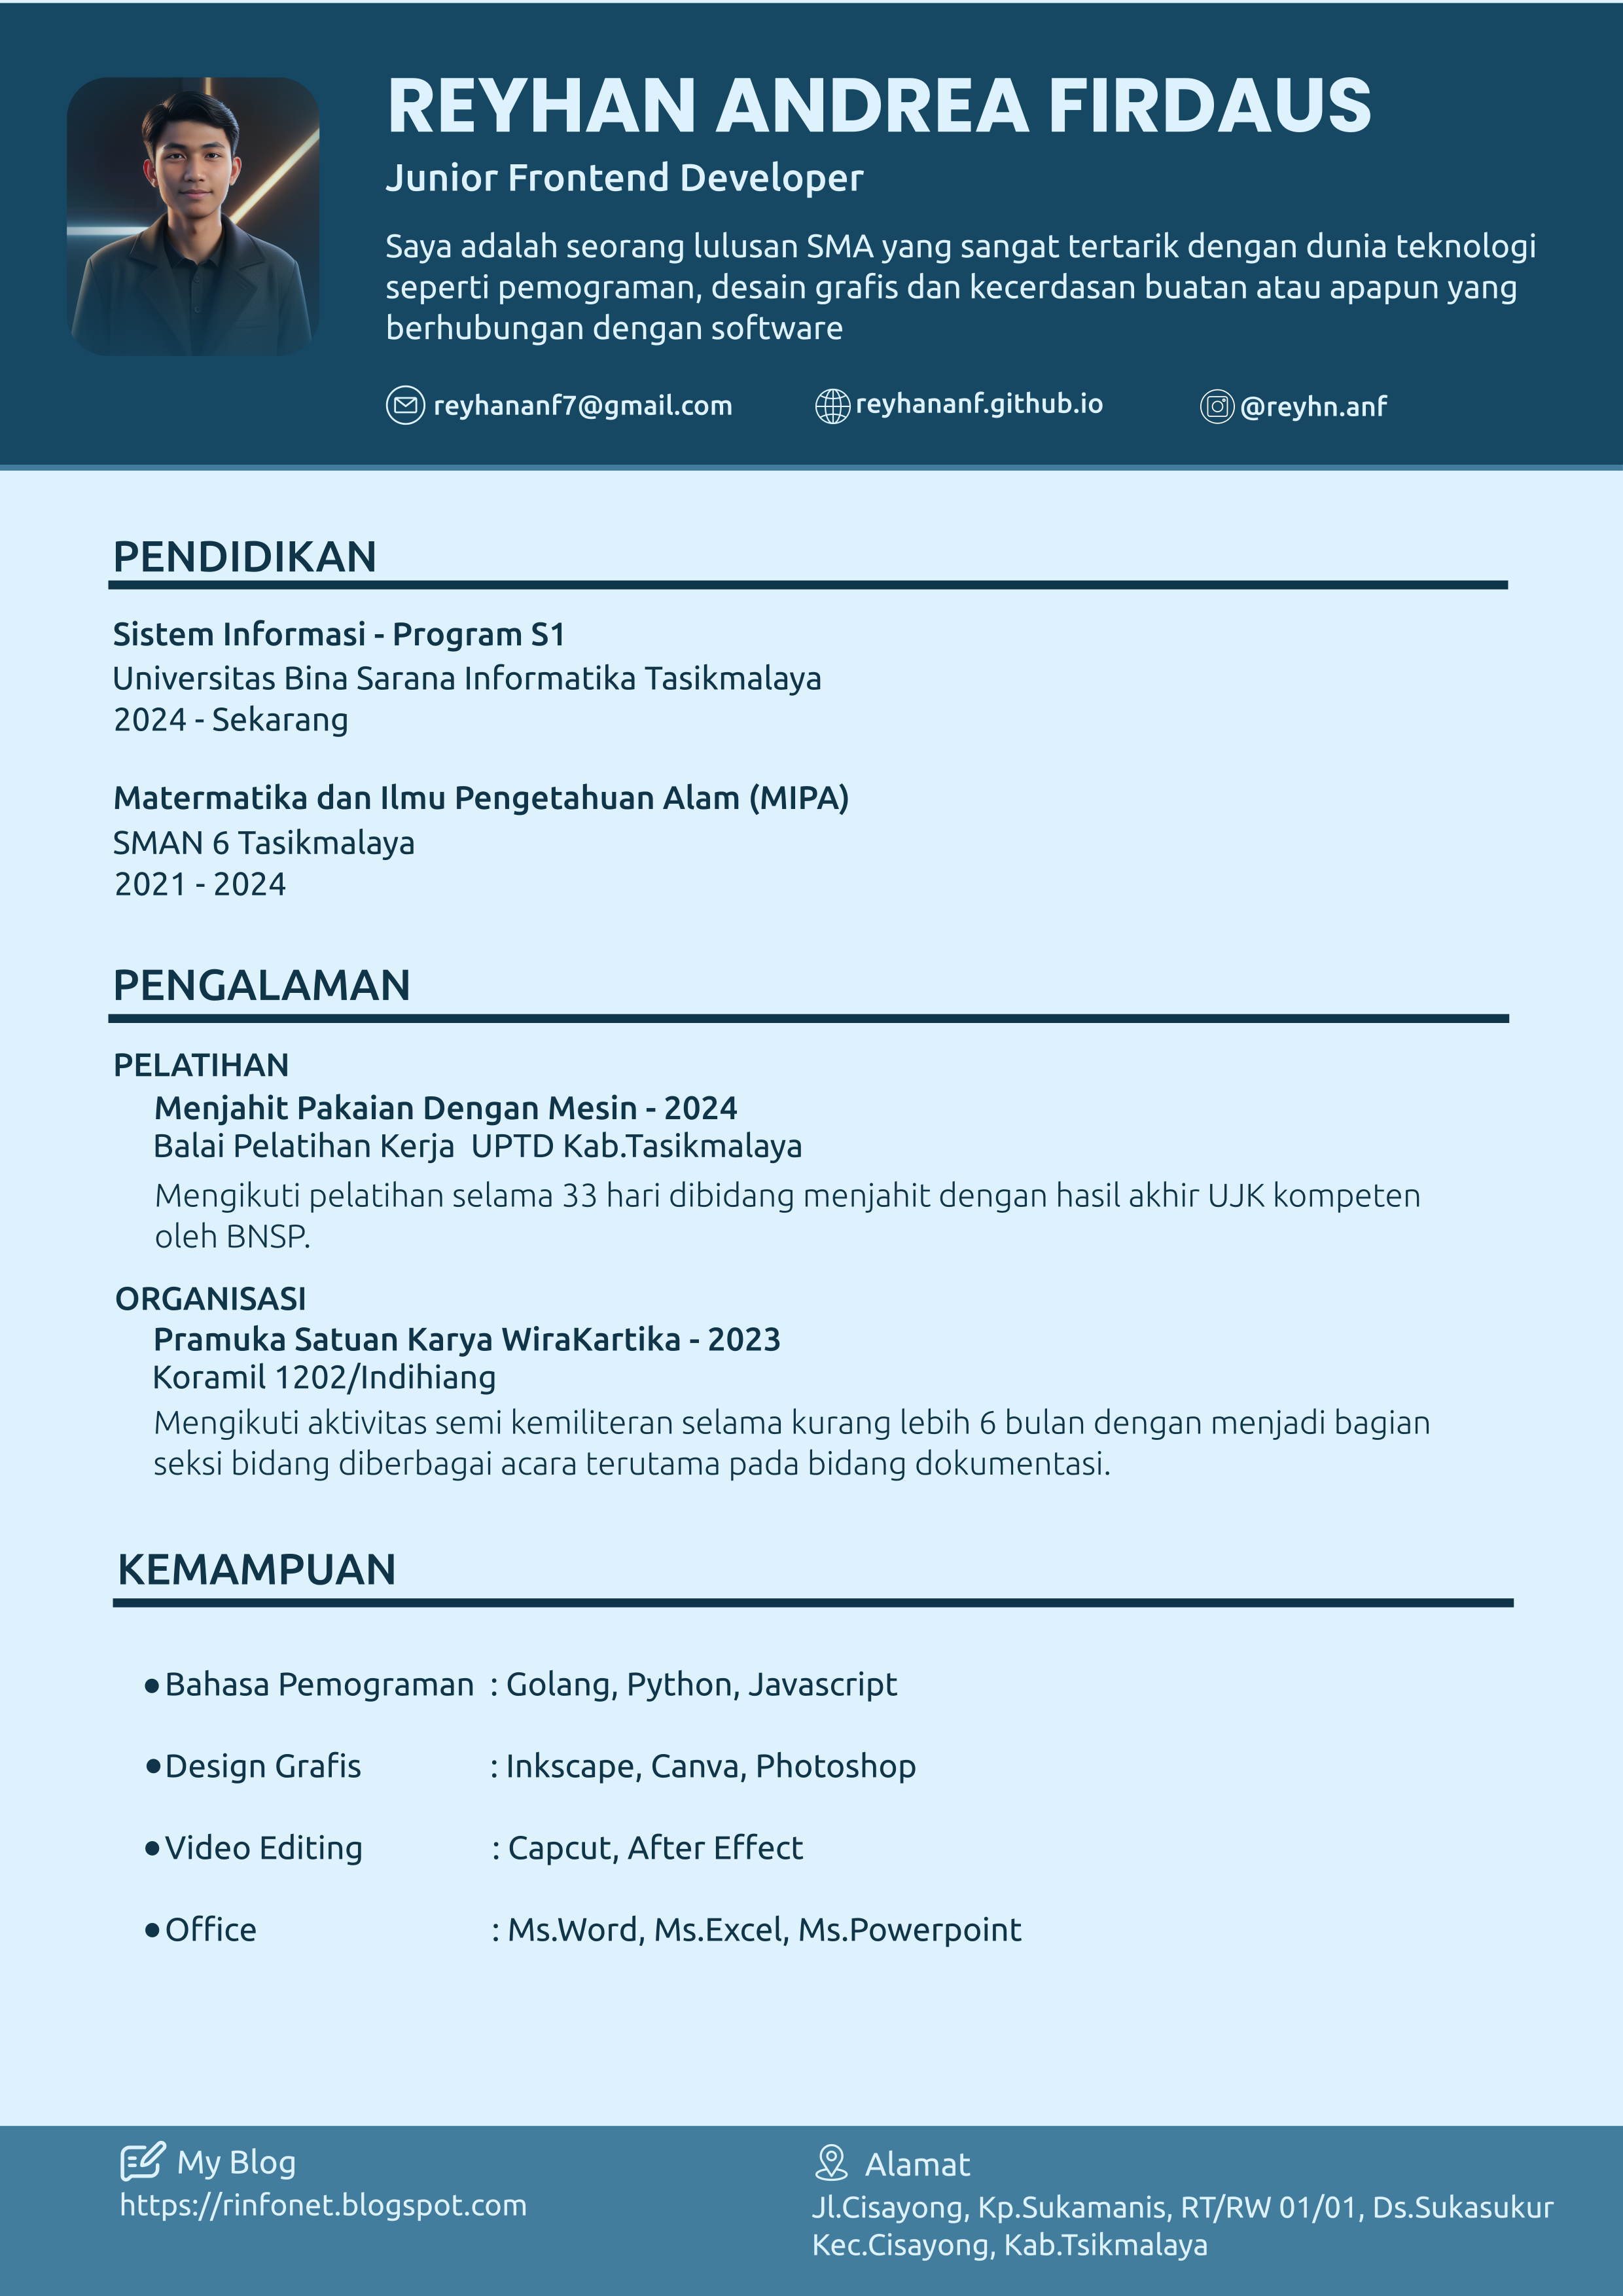 REYHAN ANDREA FIRDAUS
Junior Frontend Developer
Saya adalah seorang lulusan SMA yang sangat tertarik dengan dunia teknologi
seperti pemograman, desain grafis dan kecerdasan buatan atau apapun yang
berhubungan dengan software
reyhananf7@gmail.com
reyhananf.github.io
@reyhn.anf
PENDIDIKAN
Sistem Informasi - Program S1
Universitas Bina Sarana Informatika Tasikmalaya
2024 - Sekarang
Matermatika dan Ilmu Pengetahuan Alam (MIPA)
SMAN 6 Tasikmalaya
2021 - 2024
PENGALAMAN
PELATIHAN
Menjahit Pakaian Dengan Mesin - 2024
Balai Pelatihan Kerja  UPTD Kab.Tasikmalaya
Mengikuti pelatihan selama 33 hari dibidang menjahit dengan hasil akhir UJK kompeten
oleh BNSP.
ORGANISASI
Pramuka Satuan Karya WiraKartika - 2023
Koramil 1202/Indihiang
Mengikuti aktivitas semi kemiliteran selama kurang lebih 6 bulan dengan menjadi bagian
seksi bidang diberbagai acara terutama pada bidang dokumentasi.
KEMAMPUAN
●Bahasa Pemograman : Golang, Python, Javascript
●Design Grafis : Inkscape, Canva, Photoshop
●Video Editing : Capcut, After Effect
●Office : Ms.Word, Ms.Excel, Ms.Powerpoint
My Blog
https://rinfonet.blogspot.com
Alamat
Jl.Cisayong, Kp.Sukamanis, RT/RW 01/01, Ds.Sukasukur
Kec.Cisayong, Kab.Tsikmalaya